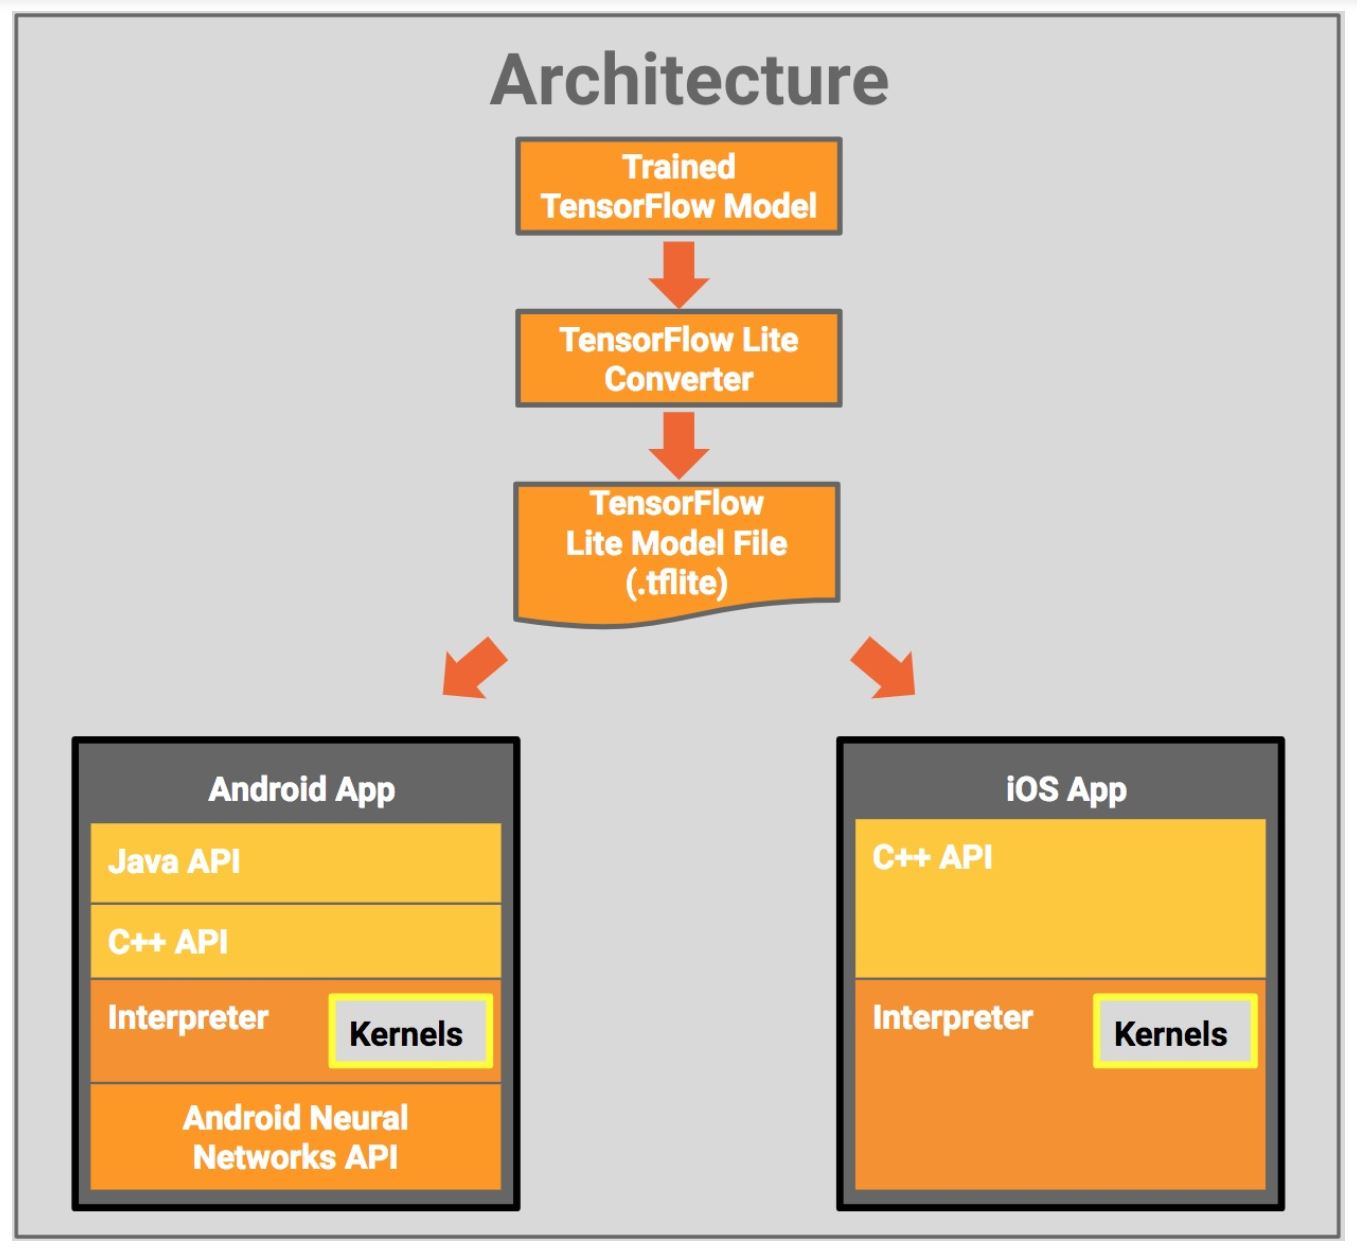 Architecture
Trained
TensorFlow Model
TensorFlow Lite
Converter
TensorFlow
Lite Model File
(.tflite)
Android App
Java API
C++ API
Interpreter
Kernels
Android Neural
Networks API
iOS App
C++ API
Interpreter
Kernels